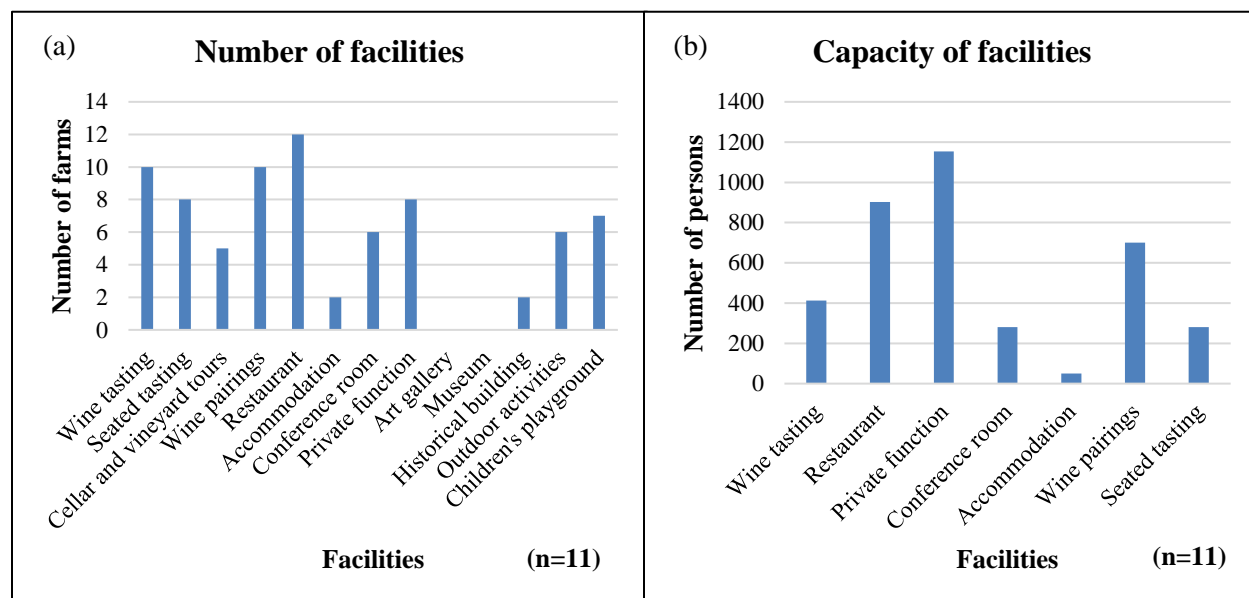 (a)
Number of facilities
Number of farms
14
12
10
8
6
4
2
0
Wine tasting
Seated tasting
Cellar and vineyard tours
Wine pairings
Restaurant
Accommodation
Conference room
Private function
Art gallery
Museum
Historical building
Outdoor activities
Children's playground
Facilities
(n=11)
(b)
Capacity of facilities
Number of persons
1400
1200
1000
800
600
400
200
0
Wine tasting
Restaurant
Private function
Conference room
Accommodation
Wine pairings
Seated tasting
Facilities
(n=11)